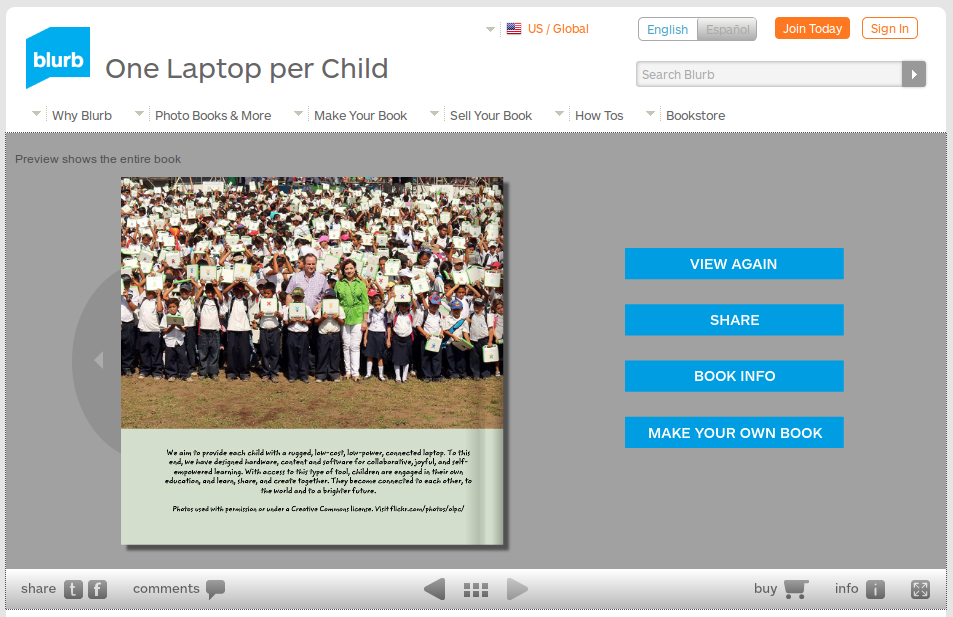 US / Global
English
Español
Join Today
Sign In
blurb
One Laptop per Child
Search Blurb
Why Blurb
Photo Books & More
Make Your Book
Sell Your Book
How Tos
Bookstore
Preview shows the entire book
VIEW AGAIN
SHARE
BOOK INFO
MAKE YOUR OWN BOOK
We aim to provide each child with a rugged, low-cost, low-power, connected laptop. To this
end, we have designed hardware, content and software for collaborative, joyful, and self-
empowered learning. With access to this type of tool, children are engaged in their own
education, and learn, share, and create together. They become connected to each other, to
the world and to a brighter future.
Photos used with permission or under a Creative Commons license. Visit flickr.com/photos/olpc/
share
t
f
comments
buy
info
i